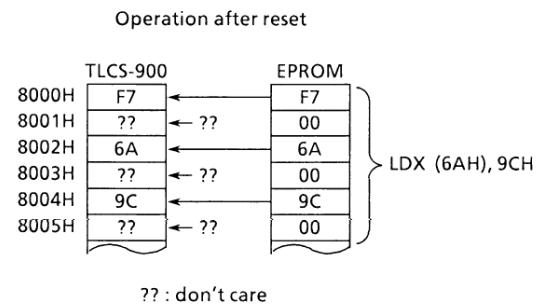 Operation after reset
TLCS-900 EPROM
8000H F7 F7
8001H ?? ?? 00
8002H 6A 6A
8003H ?? ?? 00 LDX (6AH), 9CH
8004H 9C 9C
8005H ?? ?? 00
?? : don't care